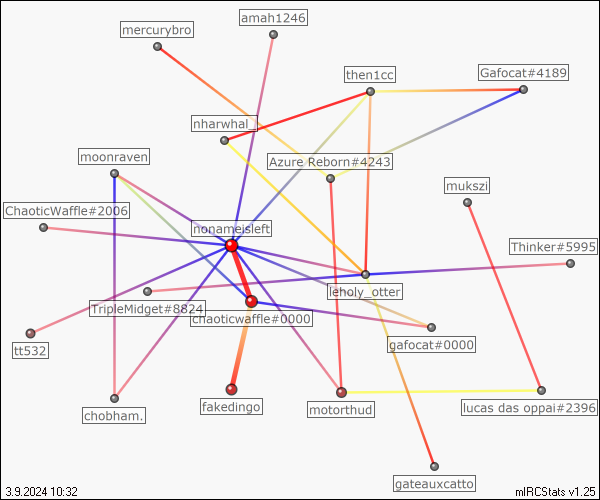 amah1246
mercurybro
then1cc
Gafocat#4189
nharwhal_
moonraven
Azure Reborn#4243
mukszi
ChaoticWaffle#2006
nonameisleft
Thinker#5995
leholy_otter
TripleMidget#8824
chaoticwaffle#0000
gafocat#0000
tt532
fakedingo
motorthud
lucas das oppai#2396
chobham.
gateauxcatto
3.9.2024 10:32
mIRCStats v1.25